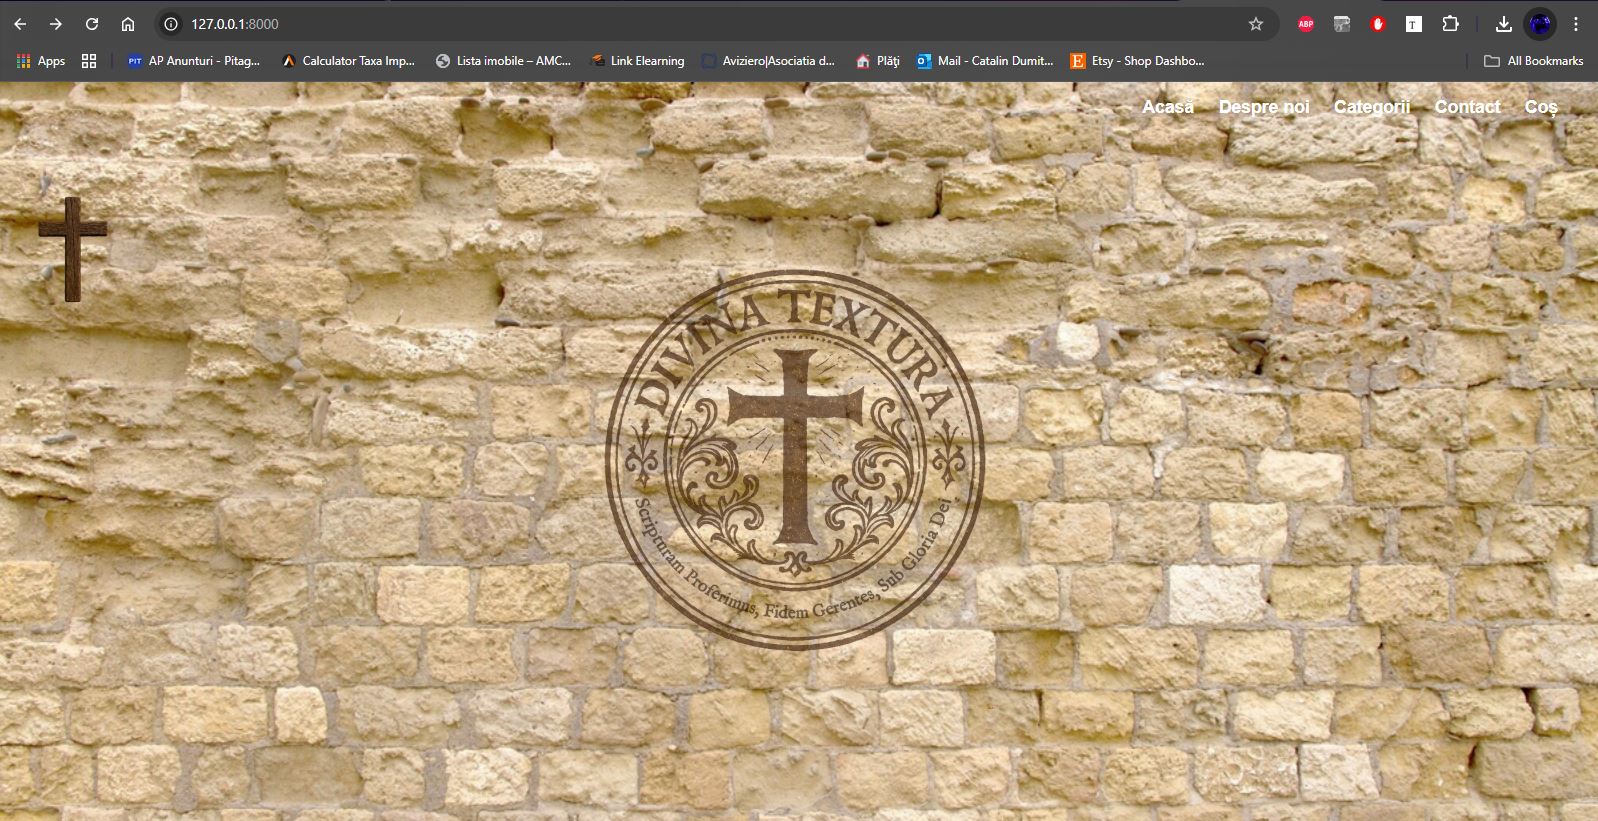 127.0.0.1:8000
ABP
T
Apps
PIT AP Anunturi - Pitag...
Calculator Taxa Imp...
Lista imobile – AMC...
Link Elearning
Aviziero|Asociatia d...
Plăți
Mail - Catalin Dumit...
Etsy - Shop Dashbo...
All Bookmarks
Acasă Despre noi Categorii Contact Coș
DIVINA TEXTURA
Scripturam Proferimus, Fidem Gerentes, Sub Gloria Dei